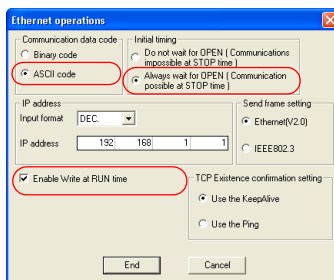 Ethernet operations
Communication data code
Binary code
ASCII code
Initial timing
Do not wait for OPEN ( Communications
impossible at STOP time )
Always wait for OPEN ( Communication
possible at STOP time )
IP address
Input format DEC.
IP address 192 168 1 1
Send frame setting
Ethernet(V2.0)
IEEE802.3
Enable Write at RUN time
TCP Existence confirmation setting
Use the KeepAlive
Use the Ping
End Cancel